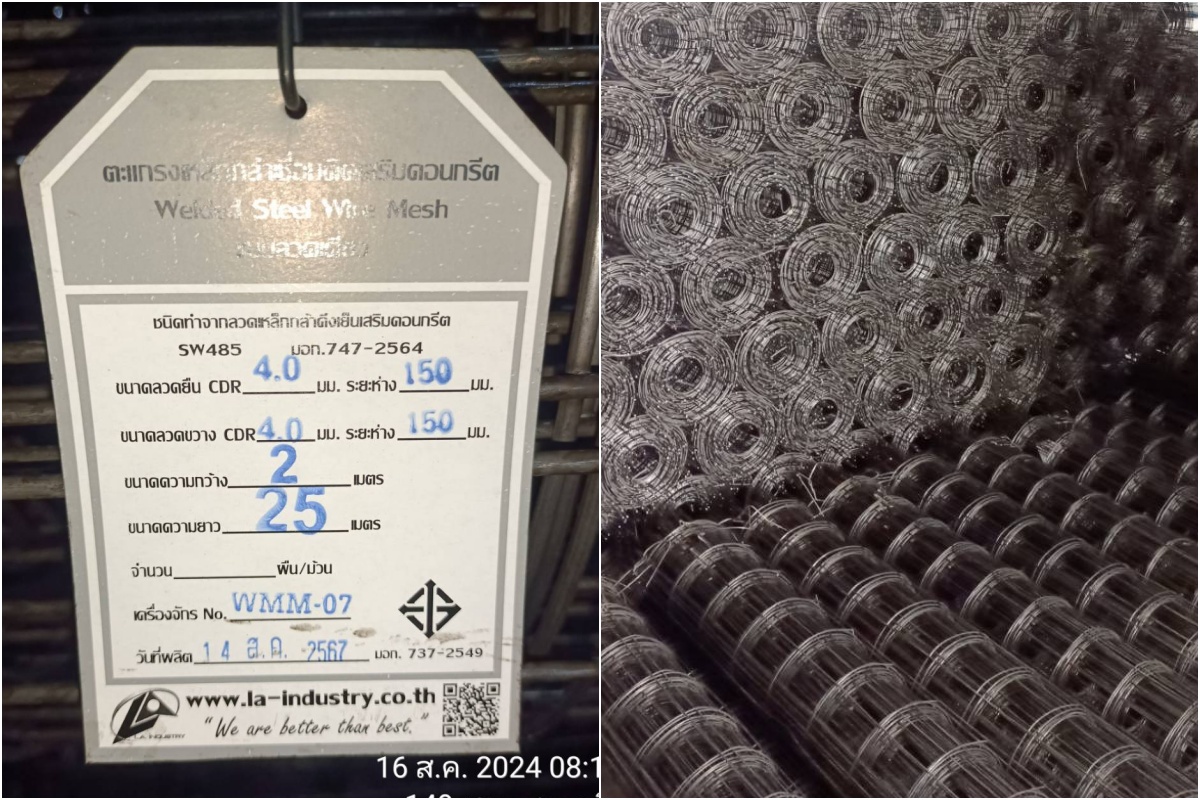 ตะแกรงเหล็กกล้าเชื่อมติดเสริมคอนกรีต
Welded Steel Wire Mesh
ชนิดทำจากลวดเหล็กกล้าดึงเย็นเสริมคอนกรีต
SW485 มอก.747-2564
ขนาดลวดยืน CDR 4.0 มม. ระยะห่าง 150 มม.
ขนาดลวดขวาง CDR 4.0 มม. ระยะห่าง 150 มม.
ขนาดความกว้าง 2 เมตร
ขนาดความยาว 25 เมตร
จำนวน ผืน/ม้วน
เครื่องจักร No. WMM-07
วันที่ผลิต 14 ส.ค. 2567 มอก. 737-2549
www.la-industry.co.th
L.A. INDUSTRY
"We are better than best."
16 ส.ค. 2024 08:1